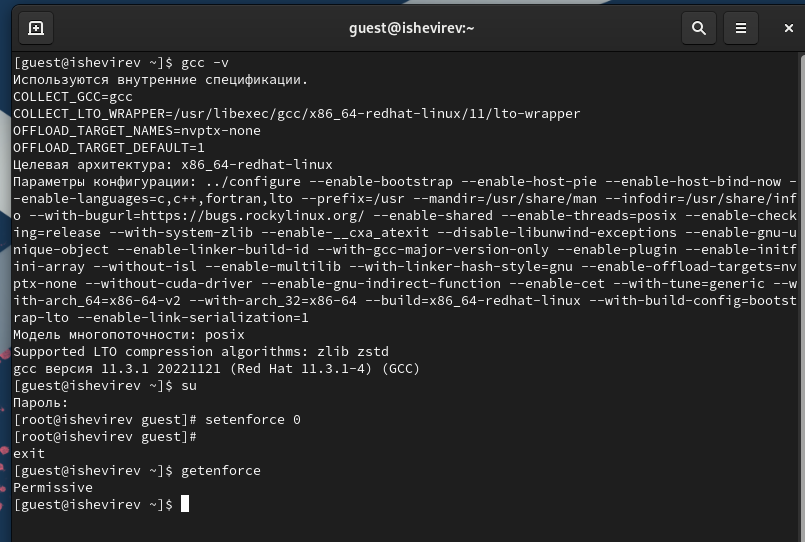 guest@ishevirev:~
[guest@ishevirev ~]$ gcc -v
Используются внутренние спецификации.
COLLECT_GCC=gcc
COLLECT_LTO_WRAPPER=/usr/libexec/gcc/x86_64-redhat-linux/11/lto-wrapper
OFFLOAD_TARGET_NAMES=nvptx-none
OFFLOAD_TARGET_DEFAULT=1
Целевая архитектура: x86_64-redhat-linux
Параметры конфигурации: ../configure --enable-bootstrap --enable-host-pie --enable-host-bind-now -
-enable-languages=c,c++,fortran,lto --prefix=/usr --mandir=/usr/share/man --infodir=/usr/share/inf
o --with-bugurl=https://bugs.rockylinux.org/ --enable-shared --enable-threads=posix --enable-check
ing=release --with-system-zlib --enable-__cxa_atexit --disable-libunwind-exceptions --enable-gnu-u
nique-object --enable-linker-build-id --with-gcc-major-version-only --enable-plugin --enable-initf
ini-array --without-isl --enable-multilib --with-linker-hash-style=gnu --enable-offload-targets=nv
ptx-none --without-cuda-driver --enable-gnu-indirect-function --enable-cet --with-tune=generic --w
ith-arch_64=x86-64-v2 --with-arch_32=x86-64 --build=x86_64-redhat-linux --with-build-config=bootst
rap-lto --enable-link-serialization=1
Модель многопоточности: posix
Supported LTO compression algorithms: zlib zstd
gcc версия 11.3.1 20221121 (Red Hat 11.3.1-4) (GCC)
[guest@ishevirev ~]$ su
Пароль:
[root@ishevirev guest]# setenforce 0
[root@ishevirev guest]#
exit
[guest@ishevirev ~]$ getenforce
Permissive
[guest@ishevirev ~]$